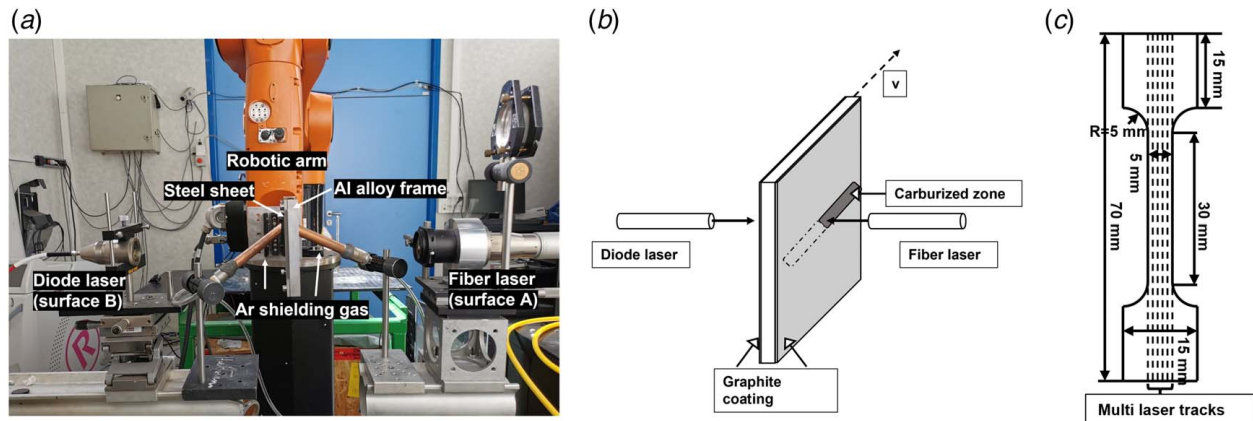 (a)
Robotic arm
Steel sheet
Al alloy frame
Diode laser
(surface B)
Fiber laser
(surface A)
Ar shielding gas
(b)
v
Carburized zone
Diode laser
Fiber laser
Graphite
coating
(c)
15 mm
R=5 mm
5 mm
70 mm
30 mm
15 mm
Multi laser tracks